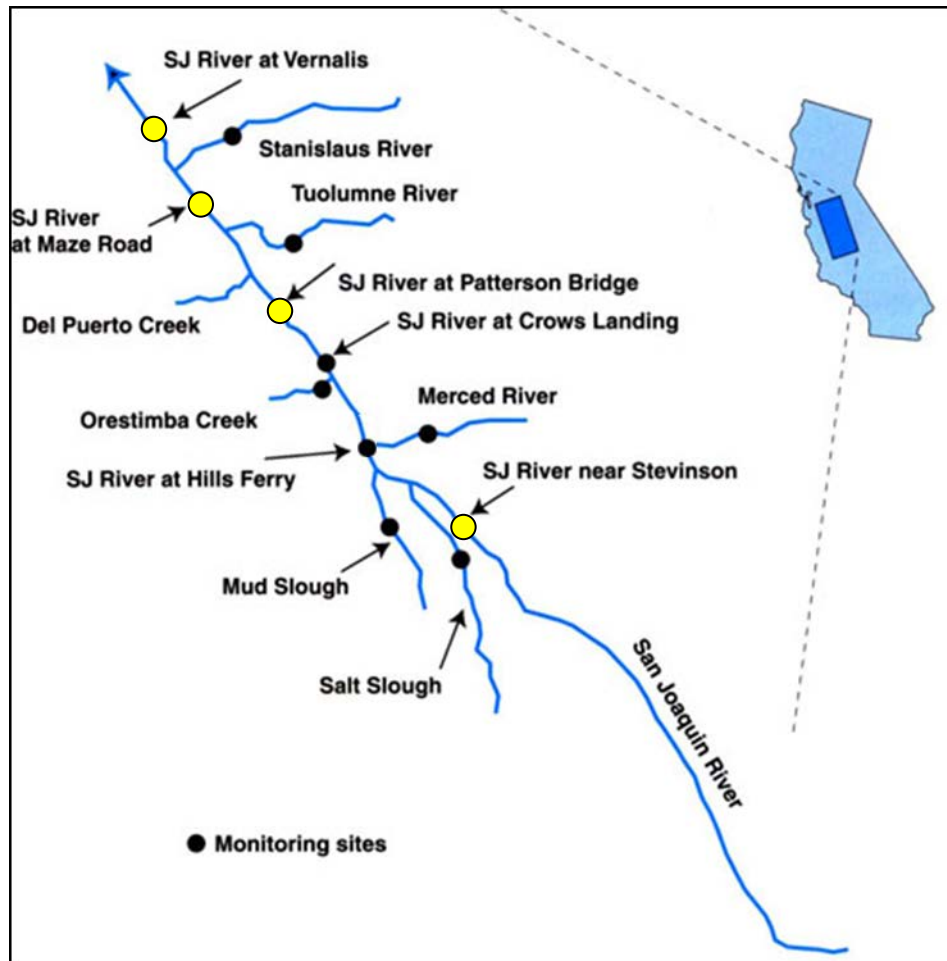 SJ River at Vernalis
Stanislaus River
Tuolumne River
SJ River
at Maze Road
SJ River at Patterson Bridge
Del Puerto Creek
SJ River at Crows Landing
Merced River
Orestimba Creek
SJ River at Hills Ferry
SJ River near Stevinson
Mud Slough
Salt Slough
San Joaquin River
Monitoring sites